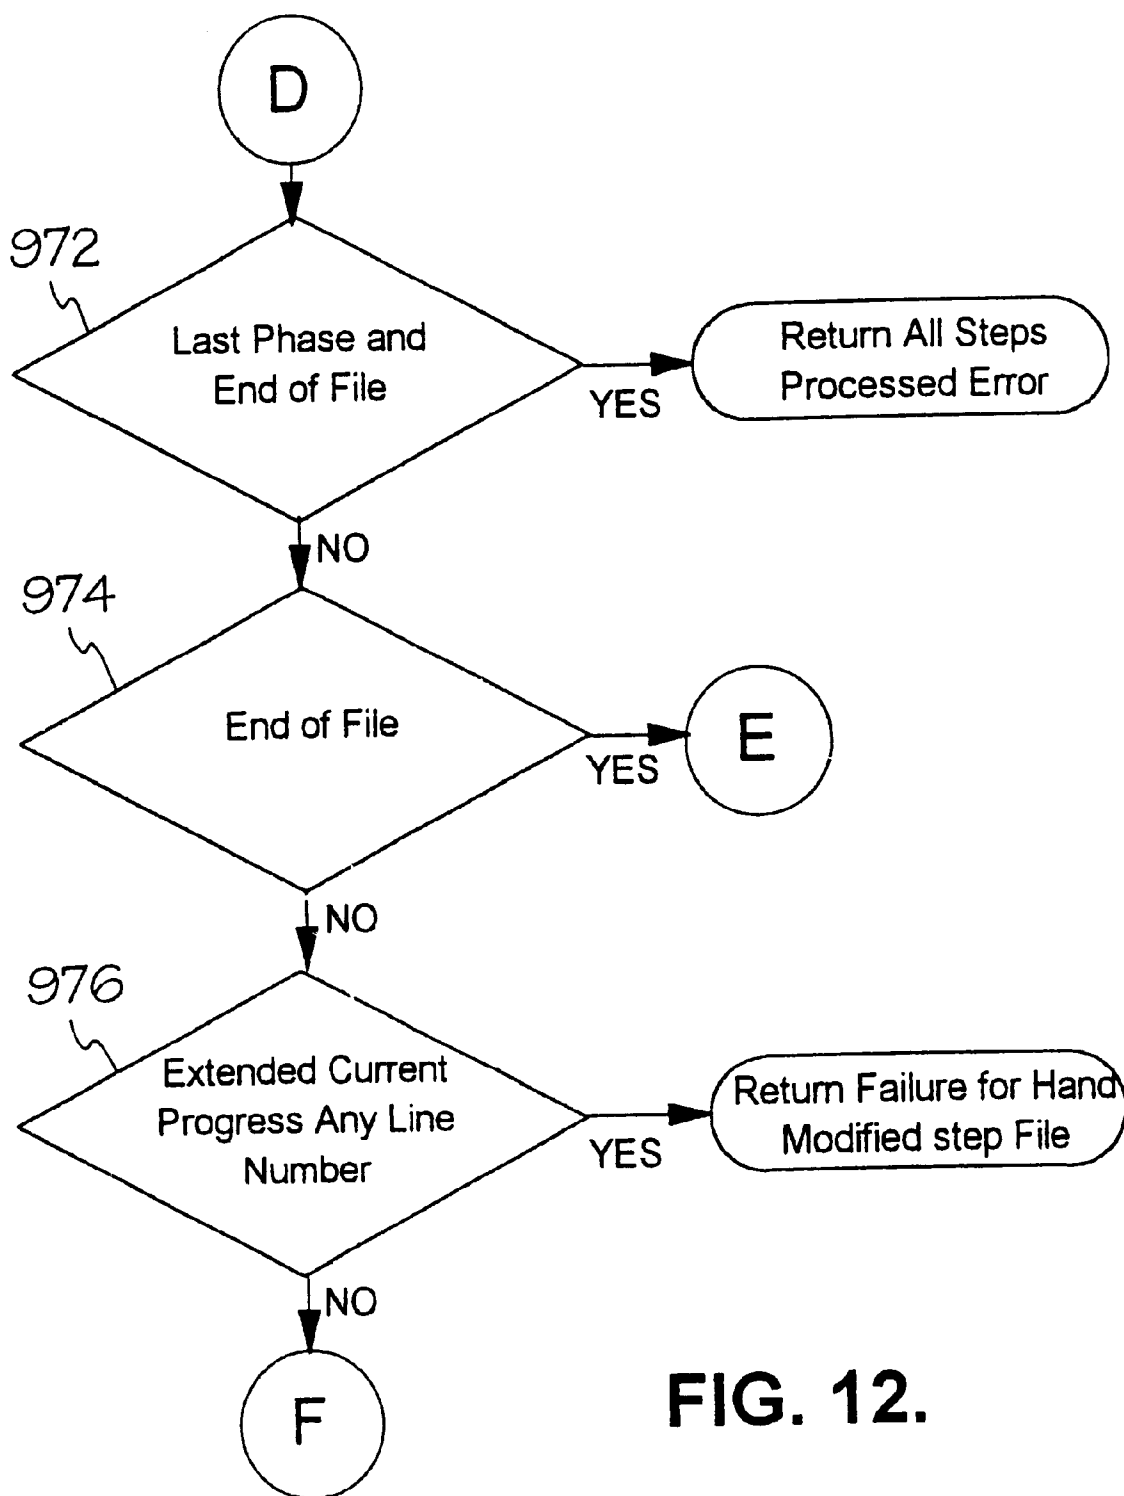 D
972
Last Phase and
End of File
YES
Return All Steps
Processed Error
NO
974
End of File
YES
E
NO
976
Extended Current
Progress Any Line
Number
YES
Return Failure for Hand
Modified step File
NO
F
FIG. 12.